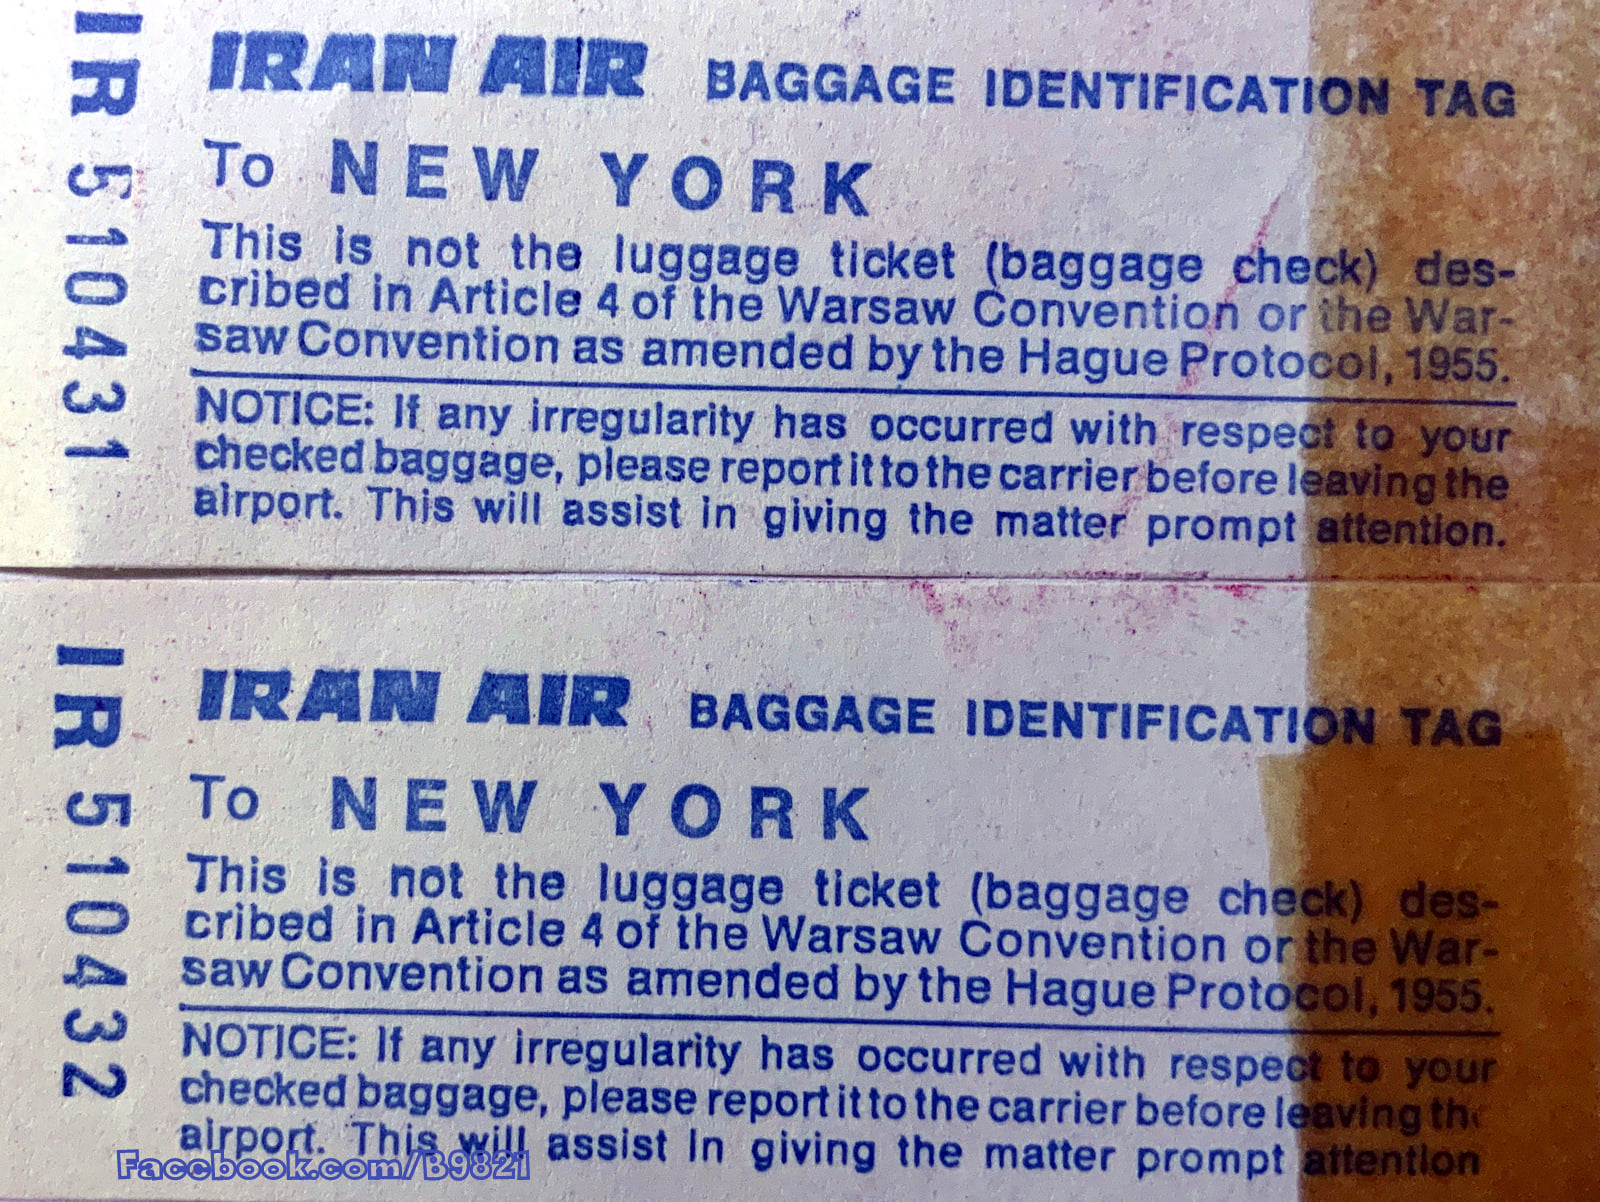 IR 510431
IRAN AIR BAGGAGE IDENTIFICATION TAG
To NEW YORK
This is not the luggage ticket (baggage check) des-
cribed in Article 4 of the Warsaw Convention or the War-
saw Convention as amended by the Hague Protocol, 1955.
NOTICE: If any irregularity has occurred with respect to your
checked baggage, please report it to the carrier before leaving the
airport. This will assist in giving the matter prompt attention.
IR 510432
IRAN AIR BAGGAGE IDENTIFICATION TAG
To NEW YORK
This is not the luggage ticket (baggage check) des-
cribed in Article 4 of the Warsaw Convention or the War-
saw Convention as amended by the Hague Protocol, 1955.
NOTICE: If any irregularity has occurred with respect to your
checked baggage, please report it to the carrier before leaving the
airport. This will assist in giving the matter prompt attention
Faccbook.com/B9821